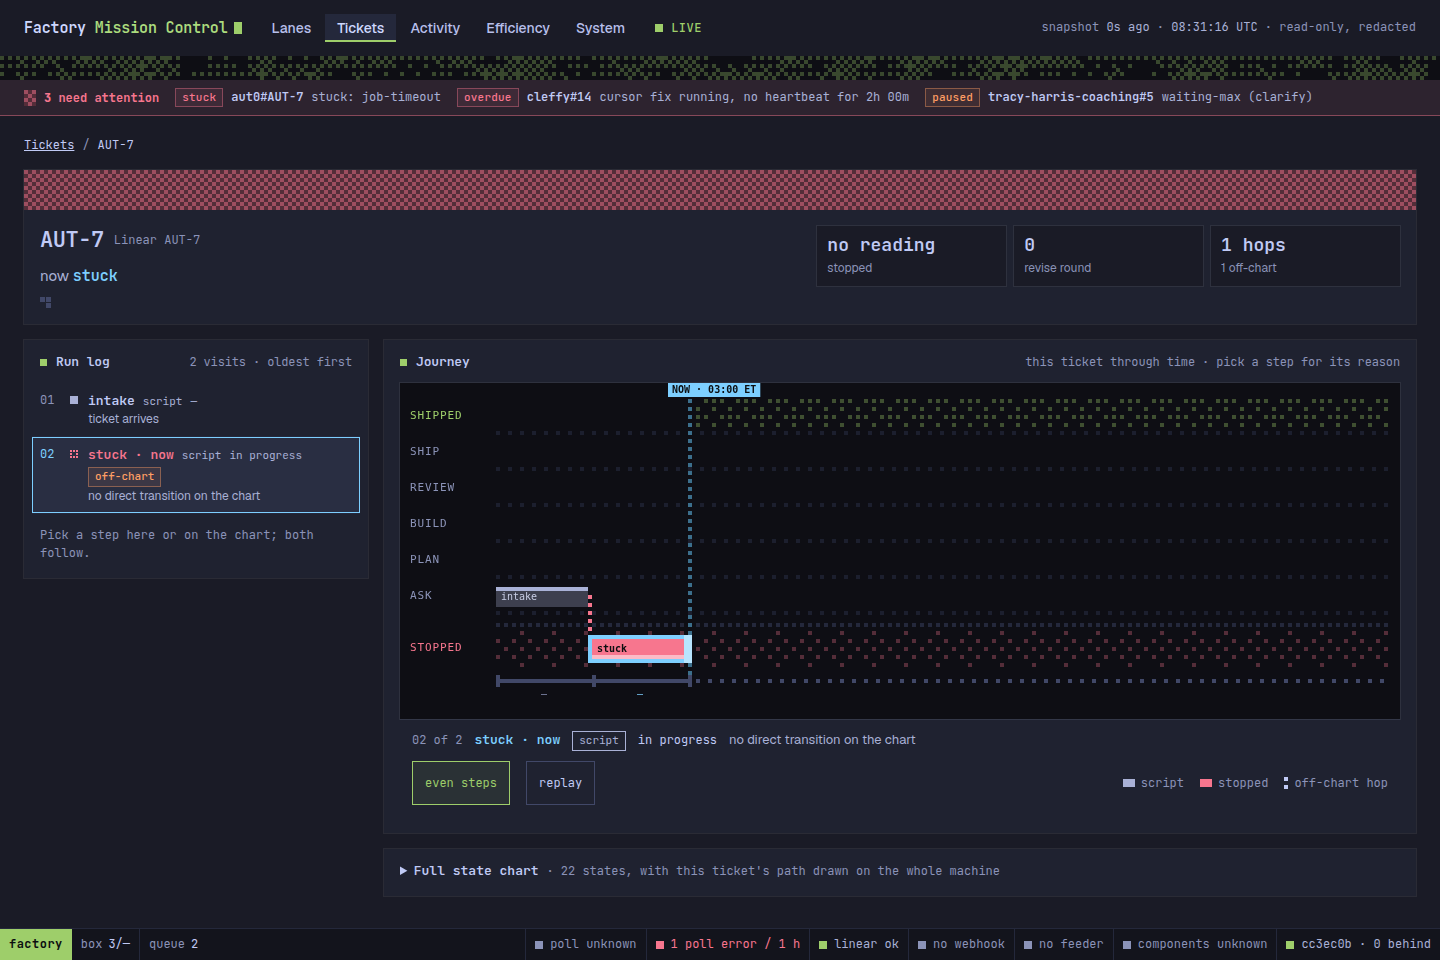 Factory Mission Control Lanes Tickets Activity Efficiency System LIVE snapshot 0s ago · 08:31:16 UTC · read-only, redacted
3 need attention stuck aut0#AUT-7 stuck: job-timeout overdue cleffy#14 cursor fix running, no heartbeat for 2h 00m paused tracy-harris-coaching#5 waiting-max (clarify)
Tickets / AUT-7
AUT-7 Linear AUT-7
now stuck
no reading
stopped
0
revise round
1 hops
1 off-chart
Run log 2 visits · oldest first
01 intake script —
ticket arrives
02 stuck · now script in progress
off-chart
no direct transition on the chart
Pick a step here or on the chart; both
follow.
Journey this ticket through time · pick a step for its reason
NOW · 03:00 ET
SHIPPED
SHIP
REVIEW
BUILD
PLAN
ASK intake
STOPPED stuck
— —
02 of 2 stuck · now script in progress no direct transition on the chart
even steps replay script stopped off-chart hop
▶ Full state chart · 22 states, with this ticket's path drawn on the whole machine
factory box 3/— queue 2 poll unknown 1 poll error / 1 h linear ok no webhook no feeder components unknown cc3ec0b · 0 behind